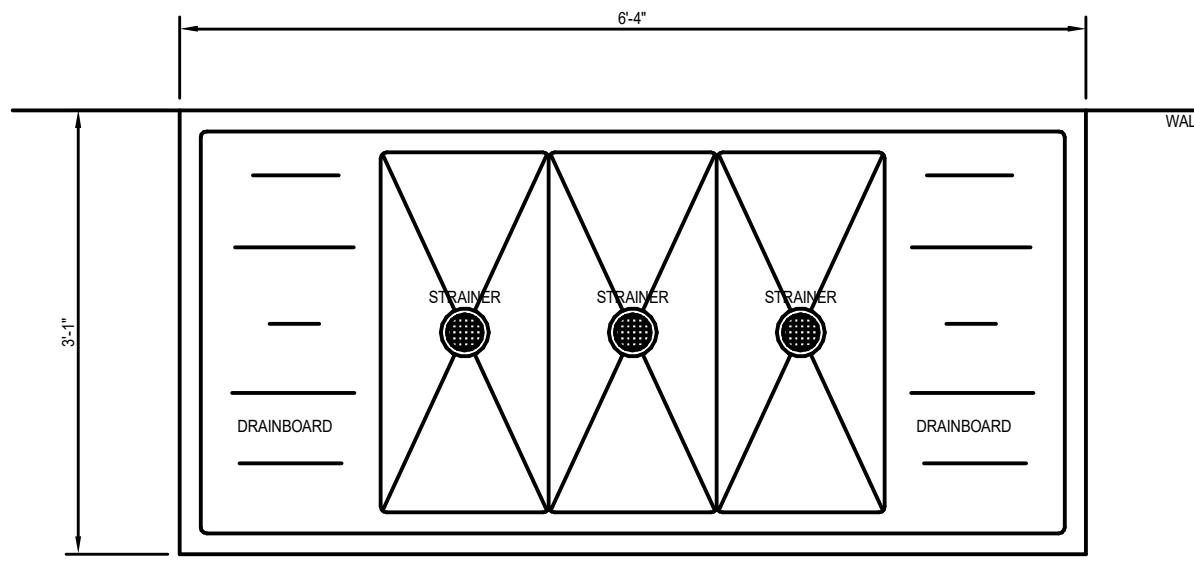 6'-4"
WAL
STRAINER STRAINER STRAINER
3'-1"
DRAINBOARD DRAINBOARD